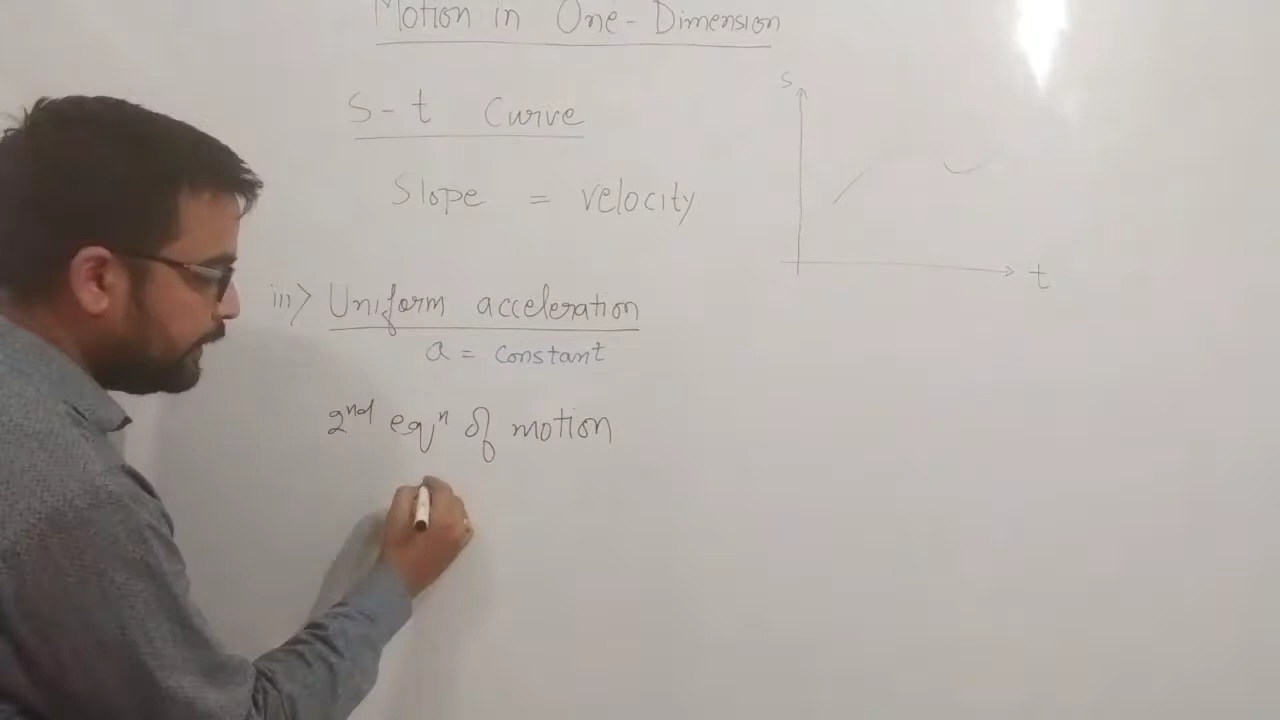 Motion in One-Dimension
S-t Curve
Slope = velocity
iii> Uniform acceleration
a = constant
2nd eqn of motion
s
t